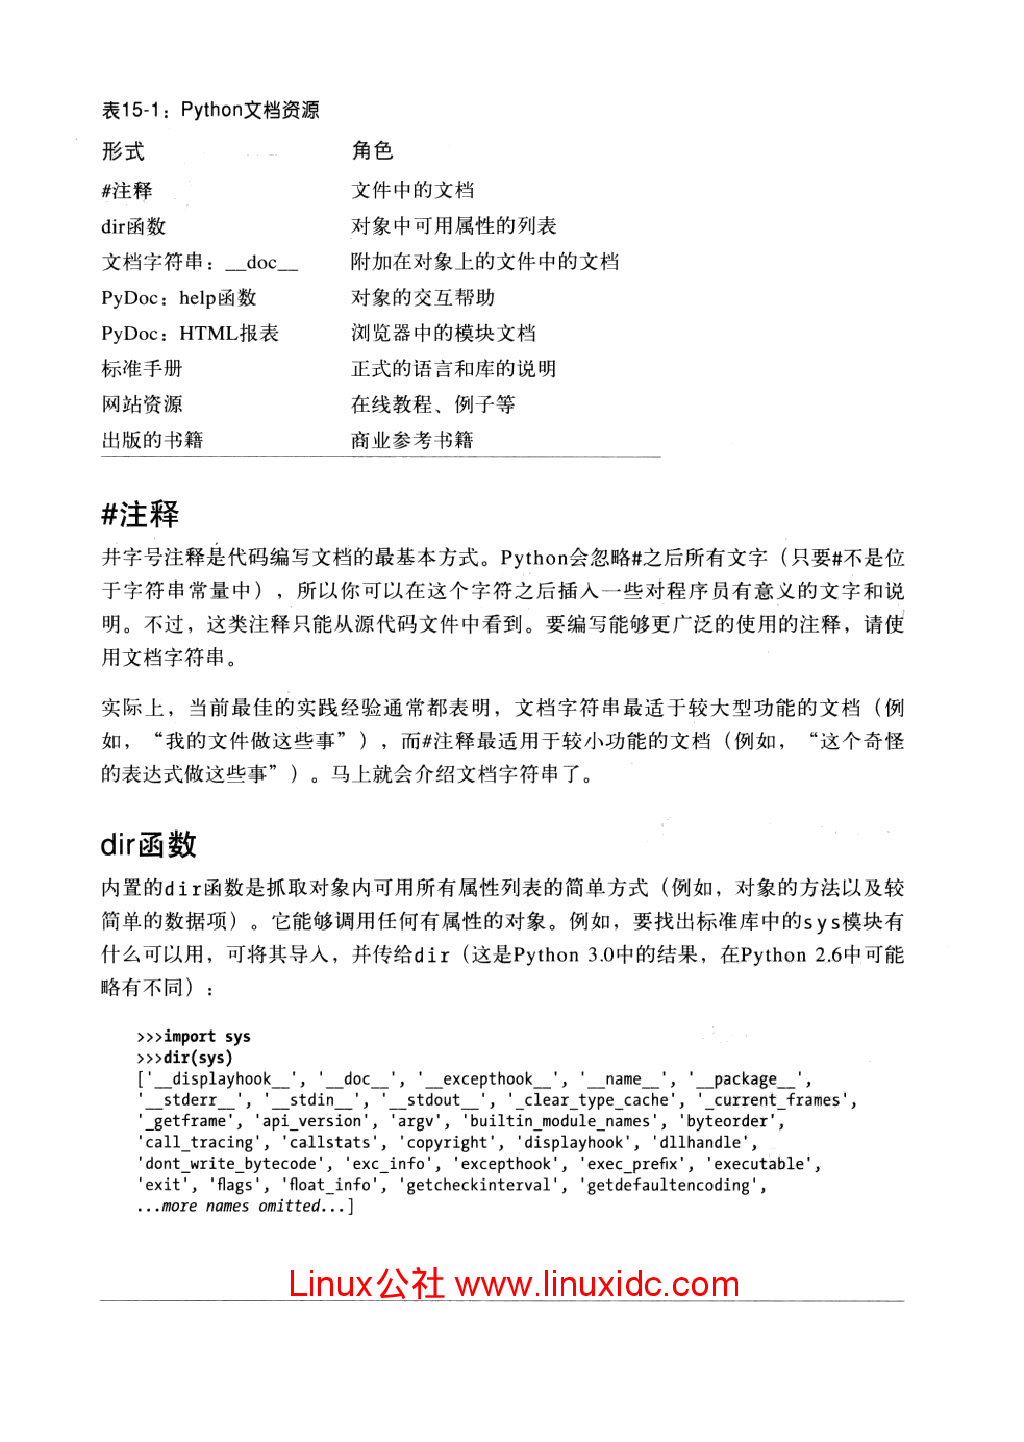 表15-1：Python文档资源
形式 角色
#注释 文件中的文档
dir函数 对象中可用属性的列表
文档字符串：__doc__ 附加在对象上的文件中的文档
PyDoc：help函数 对象的交互帮助
PyDoc：HTML报表 浏览器中的模块文档
标准手册 正式的语言和库的说明
网站资源 在线教程、例子等
出版的书籍 商业参考书籍
#注释
井字号注释是代码编写文档的最基本方式。Python会忽略#之后所有文字（只要#不是位
于字符串常量中），所以你可以在这个字符之后插入一些对程序员有意义的文字和说
明。不过，这类注释只能从源代码文件中看到。要编写能够更广泛的使用的注释，请使
用文档字符串。
实际上，当前最佳的实践经验通常都表明，文档字符串最适于较大型功能的文档（例
如，“我的文件做这些事”），而#注释最适用于较小功能的文档（例如，“这个奇怪
的表达式做这些事”）。马上就会介绍文档字符串了。
dir函数
内置的dir函数是抓取对象内可用所有属性列表的简单方式（例如，对象的方法以及较
简单的数据项）。它能够调用任何有属性的对象。例如，要找出标准库中的sys模块有
什么可以用，可将其导入，并传给dir（这是Python 3.0中的结果，在Python 2.6中可能
略有不同）：
>>>import sys
>>>dir(sys)
['__displayhook__', '__doc__', '__excepthook__', '__name__', '__package__',
'__stderr__', '__stdin__', '__stdout__', '_clear_type_cache', '_current_frames',
'_getframe', 'api_version', 'argv', 'builtin_module_names', 'byteorder',
'call_tracing', 'callstats', 'copyright', 'displayhook', 'dllhandle',
'dont_write_bytecode', 'exc_info', 'excepthook', 'exec_prefix', 'executable',
'exit', 'flags', 'float_info', 'getcheckinterval', 'getdefaultencoding',
...more names omitted...]
Linux公社 www.linuxidc.com